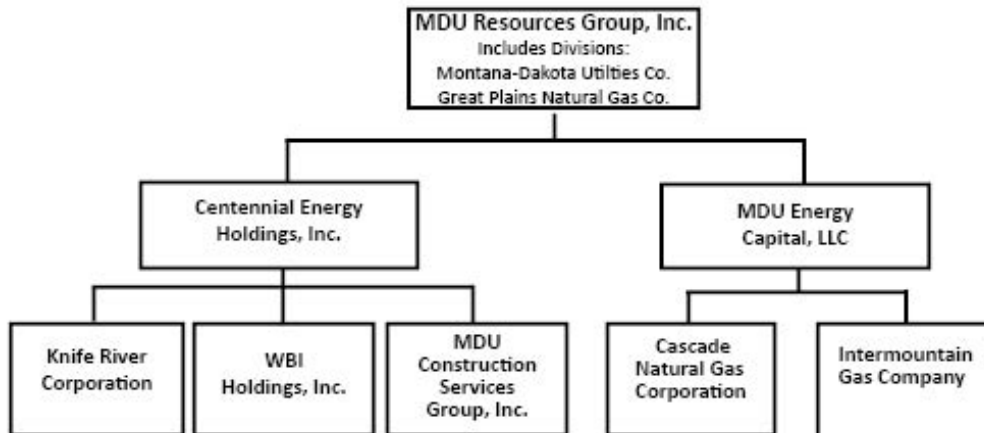 MDU Resources Group, Inc.
Includes Divisions:
Montana-Dakota Utilties Co.
Great Plains Natural Gas Co.
Centennial Energy
Holdings, Inc.
MDU Energy
Capital, LLC
Knife River
Corporation
WBI
Holdings, Inc.
MDU
Construction
Services
Group, Inc.
Cascade
Natural Gas
Corporation
Intermountain
Gas Company